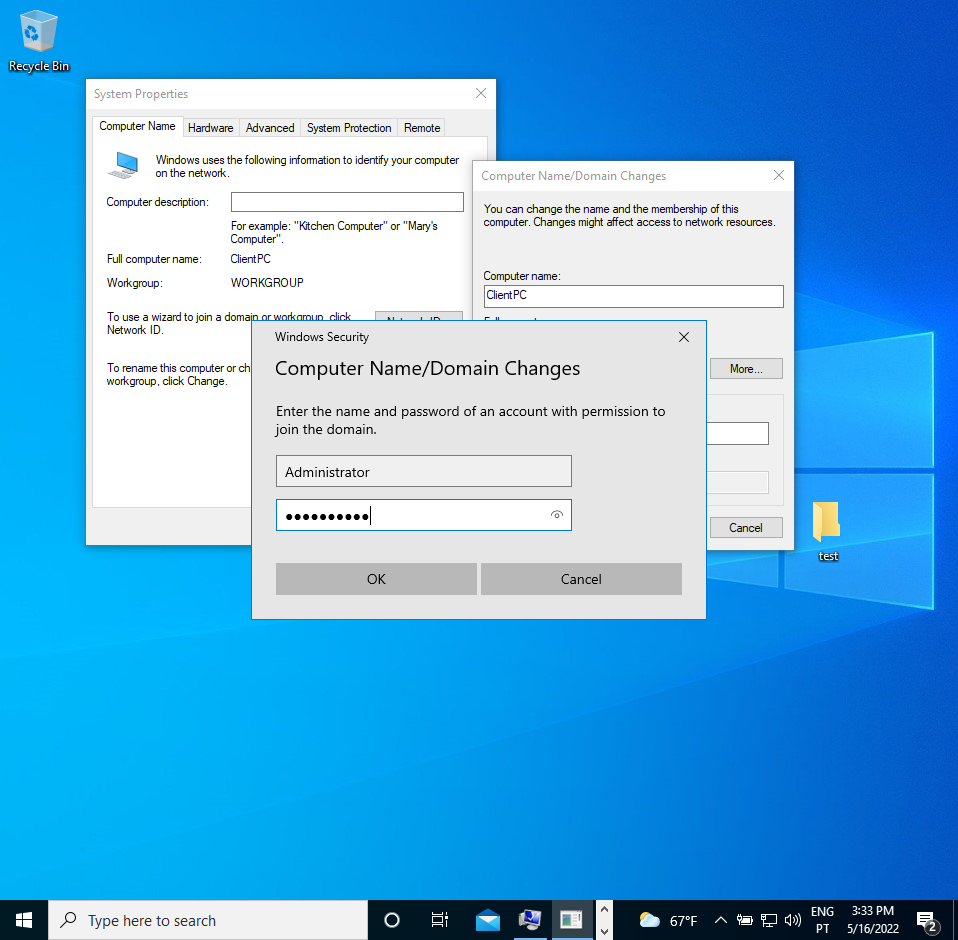 Recycle Bin
System Properties
Computer Name
Hardware
Advanced
System Protection
Remote
Windows uses the following information to identify your computer
on the network.
Computer description:
For example: "Kitchen Computer" or "Mary's
Computer".
Full computer name:
ClientPC
Workgroup:
WORKGROUP
To use a wizard to join a domain or workgroup, click
Network ID.
To rename this computer or
workgroup, click Change.
Computer Name/Domain Changes
You can change the name and the membership of this
computer. Changes might affect access to network resources.
Computer name:
ClientPC
More...
Cancel
Windows Security
Computer Name/Domain Changes
Enter the name and password of an account with permission to
join the domain.
Administrator
●●●●●●●●●●
OK
Cancel
test
Type here to search
67°F
ENG
PT
3:33 PM
5/16/2022
2